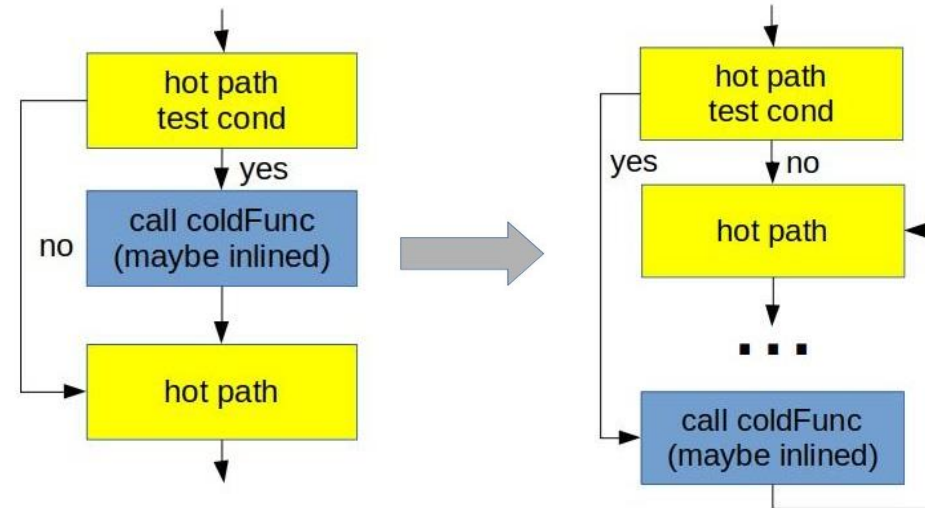 hot path
test cond
yes
call coldFunc
(maybe inlined)
no
hot path
hot path
test cond
yes
no
hot path
...
call coldFunc
(maybe inlined)